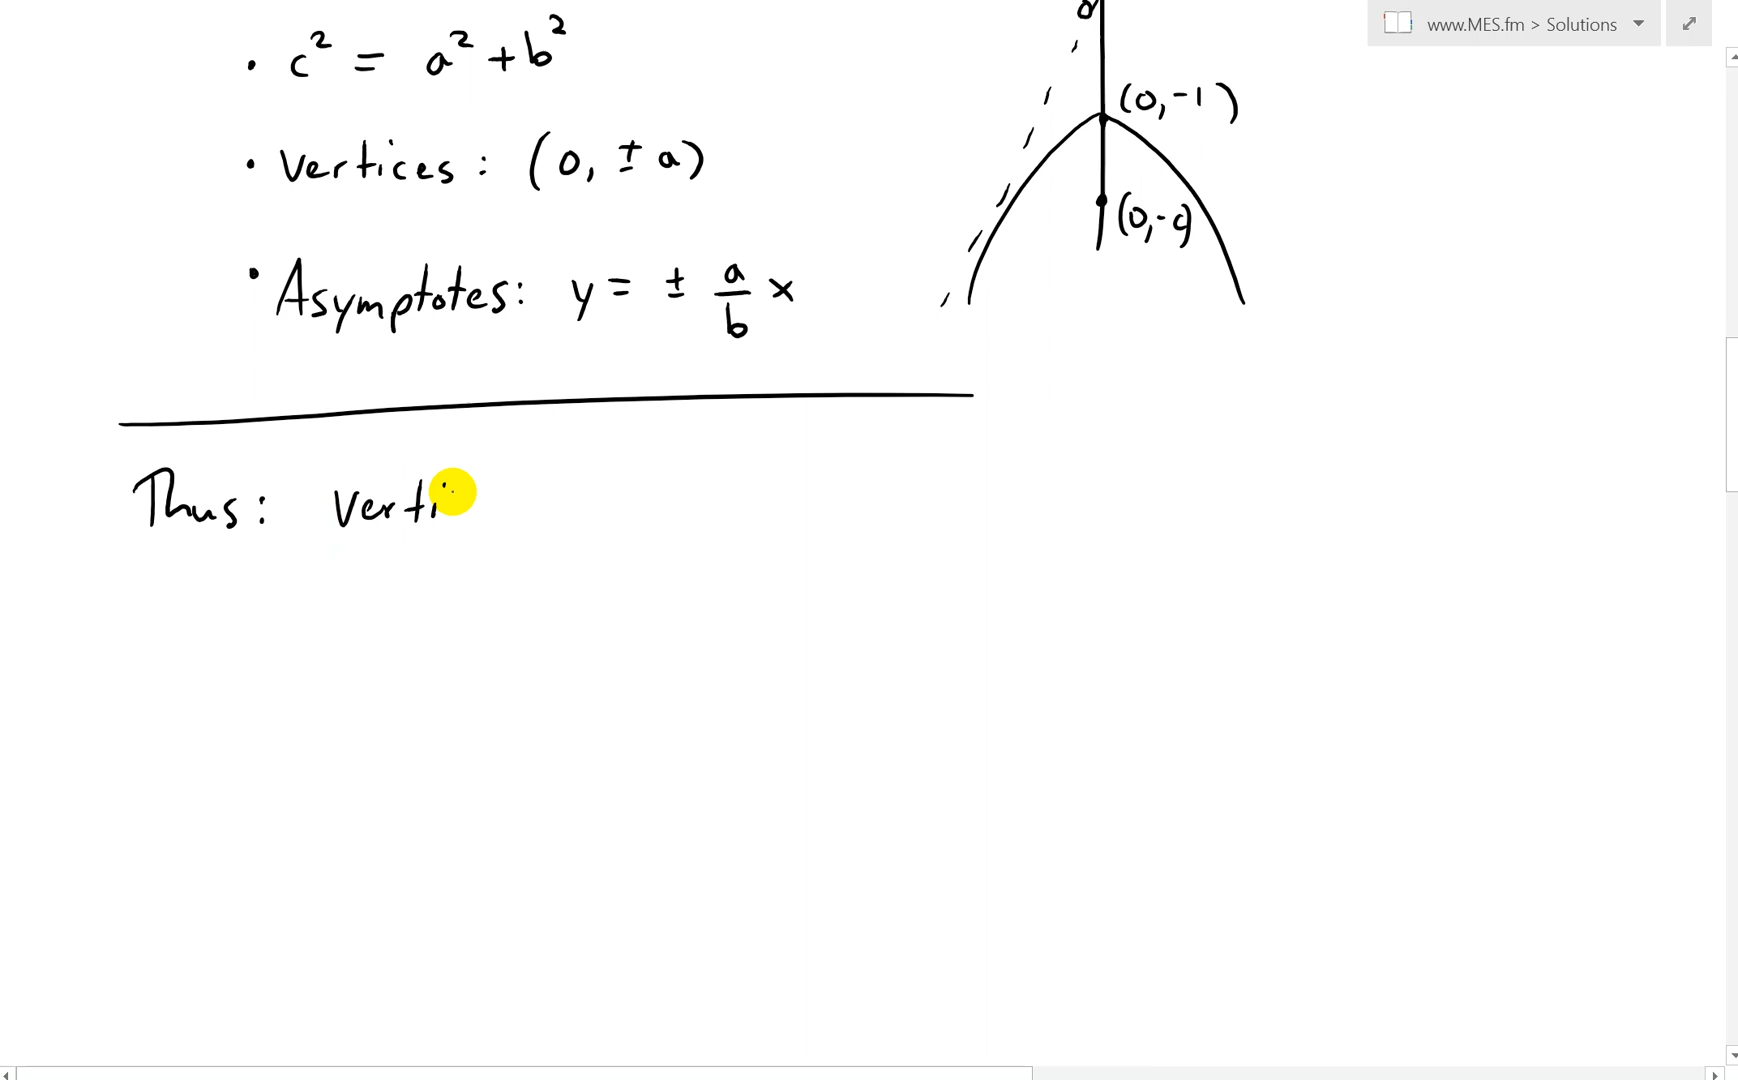 www.MES.fm > Solutions
• c² = a² + b²
(0, -1)
• Vertices: (0, ± a)
(0, -c)
• Asymptotes: y = ± a/b x
Thus: Verti